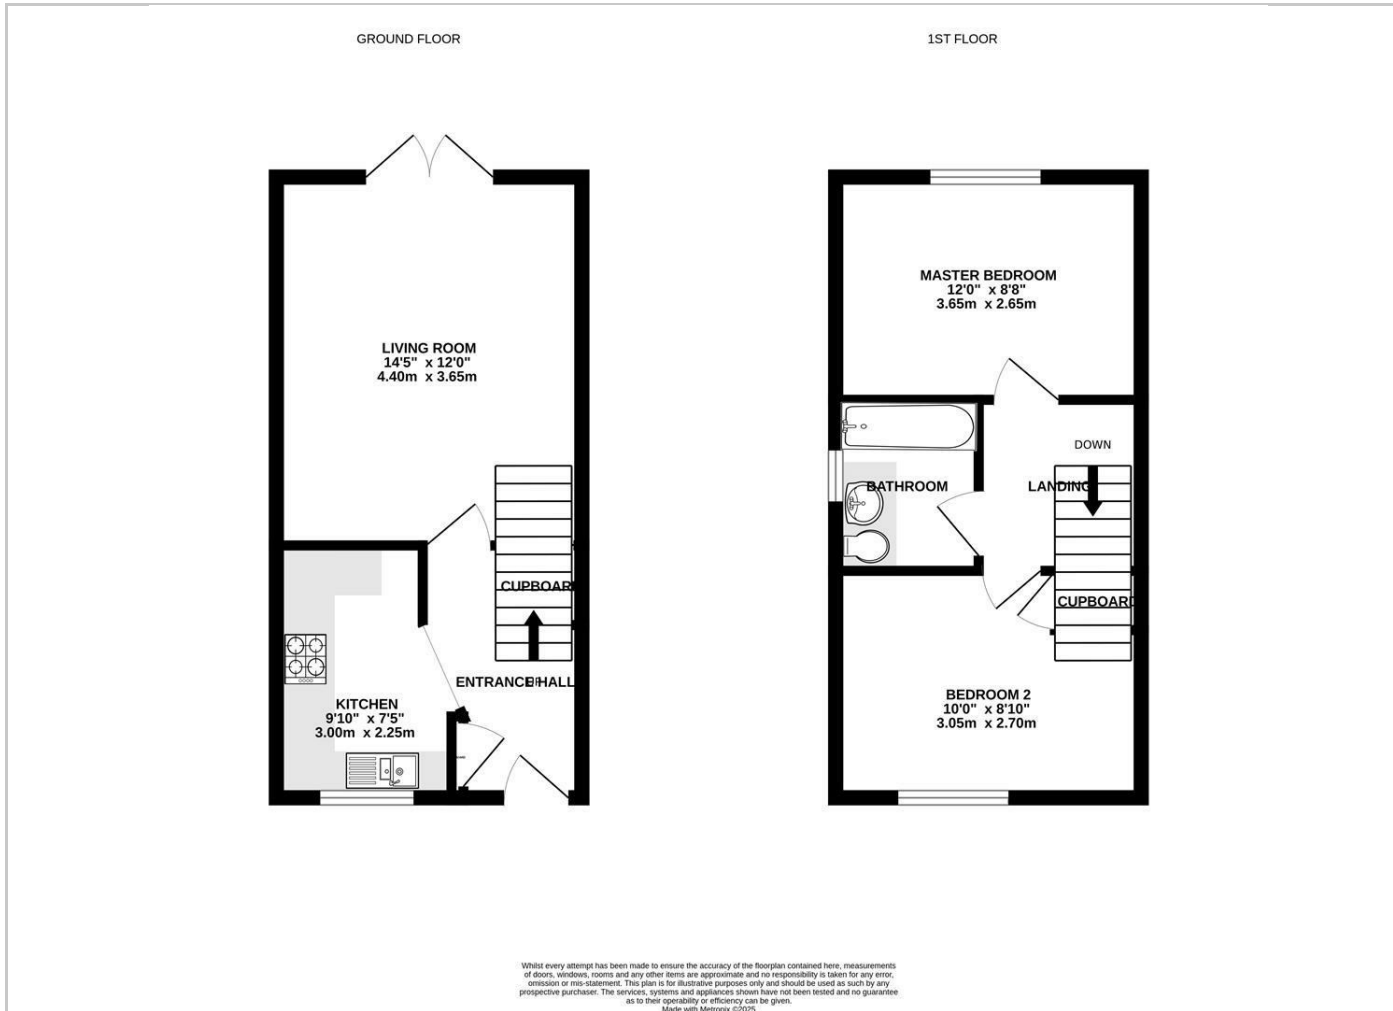 GROUND FLOOR
1ST FLOOR
LIVING ROOM
14'5" x 12'0"
4.40m x 3.65m
CUPBOARD
ENTRANCE HALL
KITCHEN
9'10" x 7'5"
3.00m x 2.25m
MASTER BEDROOM
12'0" x 8'8"
3.65m x 2.65m
DOWN
BATHROOM
LANDING
CUPBOARD
BEDROOM 2
10'0" x 8'10"
3.05m x 2.70m
Whilst every attempt has been made to ensure the accuracy of the floorplan contained here, measurements
of doors, windows, rooms and any other items are approximate and no responsibility is taken for any error,
omission or mis-statement. This plan is for illustrative purposes only and should be used as such by any
prospective purchaser. The services, systems and appliances shown have not been tested and no guarantee
as to their operability or efficiency can be given.
Made with Metropix ©2025